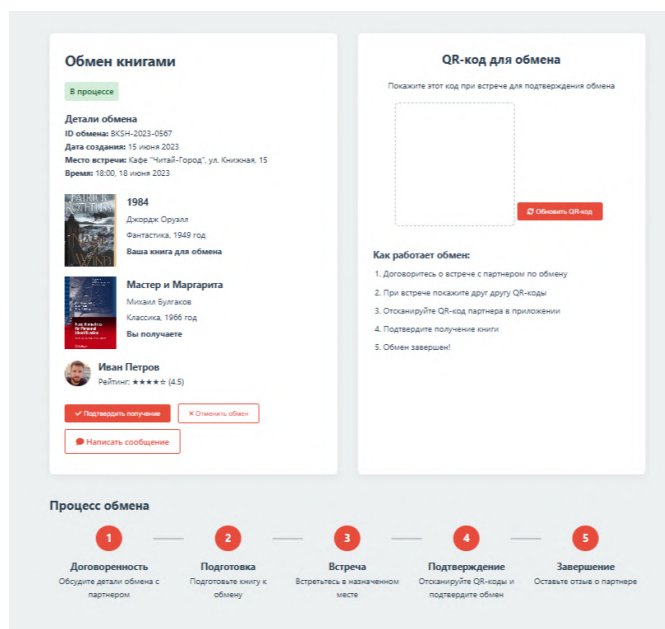 Обмен книгами
В процессе
Детали обмена
ID обмена: BKSH-2023-0567
Дата создания: 15 июня 2023
Место встречи: Кафе "Читай-Город", ул. Книжная, 15
Время: 18:00, 18 июня 2023
1984
Джордж Оруэлл
Фантастика, 1949 год
Ваша книга для обмена
Мастер и Маргарита
Михаил Булгаков
Классика, 1966 год
Вы получаете
Иван Петров
Рейтинг: ★★★★☆ (4.5)
Подтвердить получение
× Отменить обмен
Написать сообщение
QR-код для обмена
Покажите этот код при встрече для подтверждения обмена
Обновить QR-код
Как работает обмен:
1. Договоритесь о встрече с партнером по обмену
2. При встрече покажите друг другу QR-коды
3. Отсканируйте QR-код партнера в приложении
4. Подтвердите получение книги
5. Обмен завершен!
Процесс обмена
1
2
3
4
5
Договоренность
Подготовка
Встреча
Подтверждение
Завершение
Обсудите детали обмена с
партнером
Подготовьте книгу к
обмену
Встретьтесь в назначенном
месте
Отсканируйте QR-коды и
подтвердите обмен
Оставьте отзыв о партнере